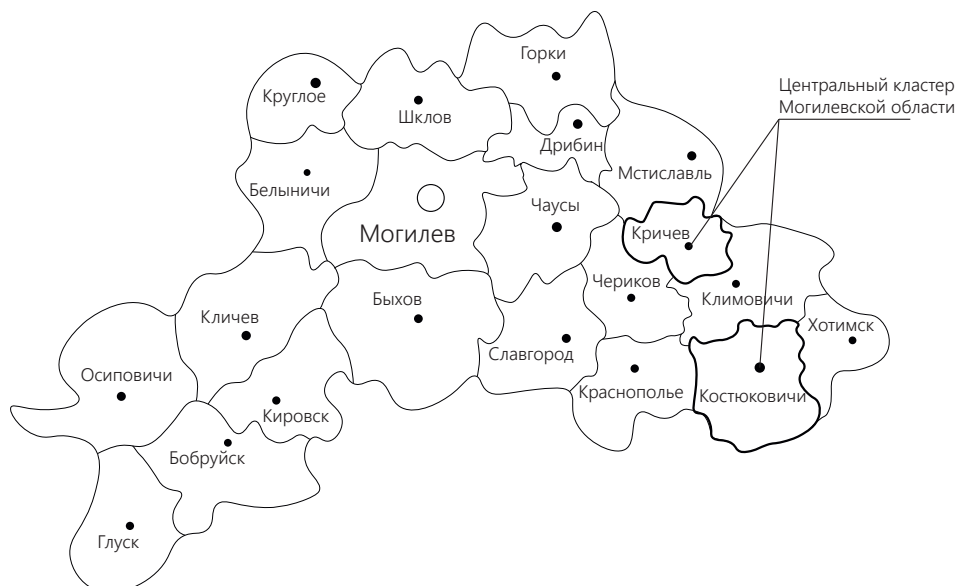 Горки
Центральный кластер
Могилевской области
Круглое
Шклов
Дрибин
Мстиславль
Белыничи
Чаусы
Могилев
Кричев
Чериков
Климовичи
Быхов
Кличев
Хотимск
Славгород
Осиповичи
Краснополье
Костюковичи
Кировск
Бобруйск
Глуск